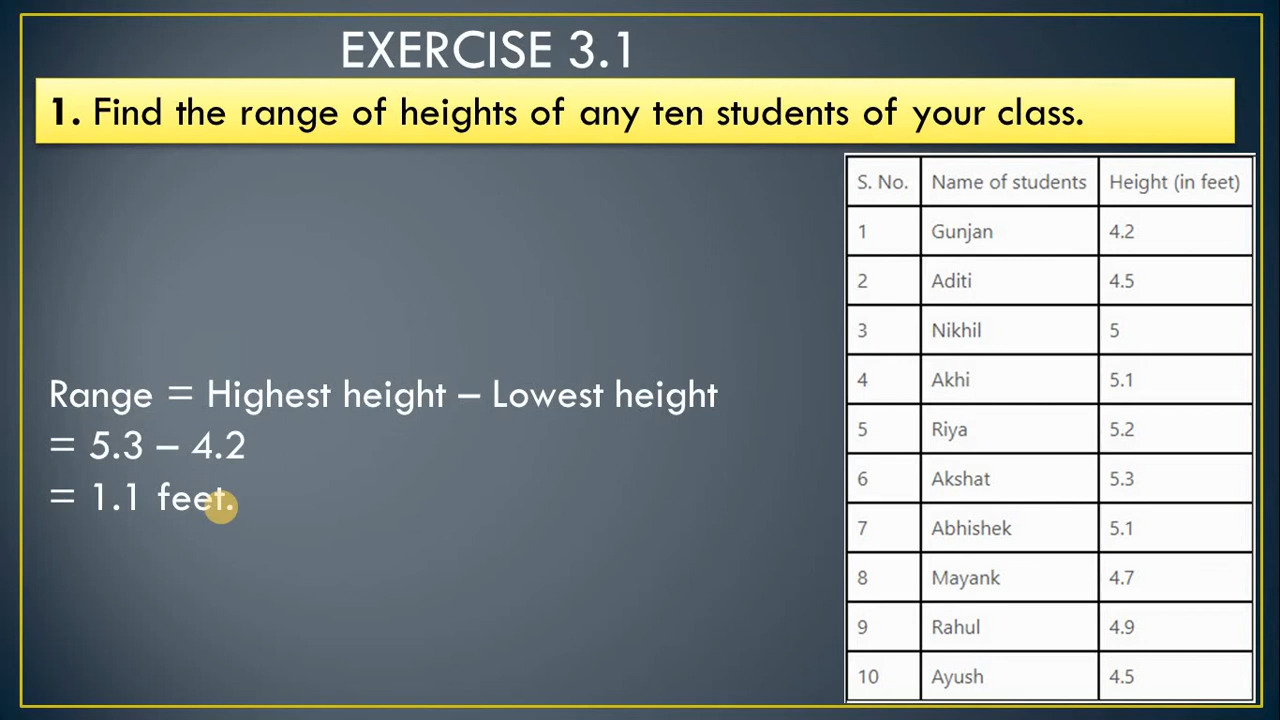 EXERCISE 3.1
1. Find the range of heights of any ten students of your class.
Range = Highest height – Lowest height
= 5.3 – 4.2
= 1.1 feet.
S. No. Name of students Height (in feet)
1 Gunjan 4.2
2 Aditi 4.5
3 Nikhil 5
4 Akhi 5.1
5 Riya 5.2
6 Akshat 5.3
7 Abhishek 5.1
8 Mayank 4.7
9 Rahul 4.9
10 Ayush 4.5